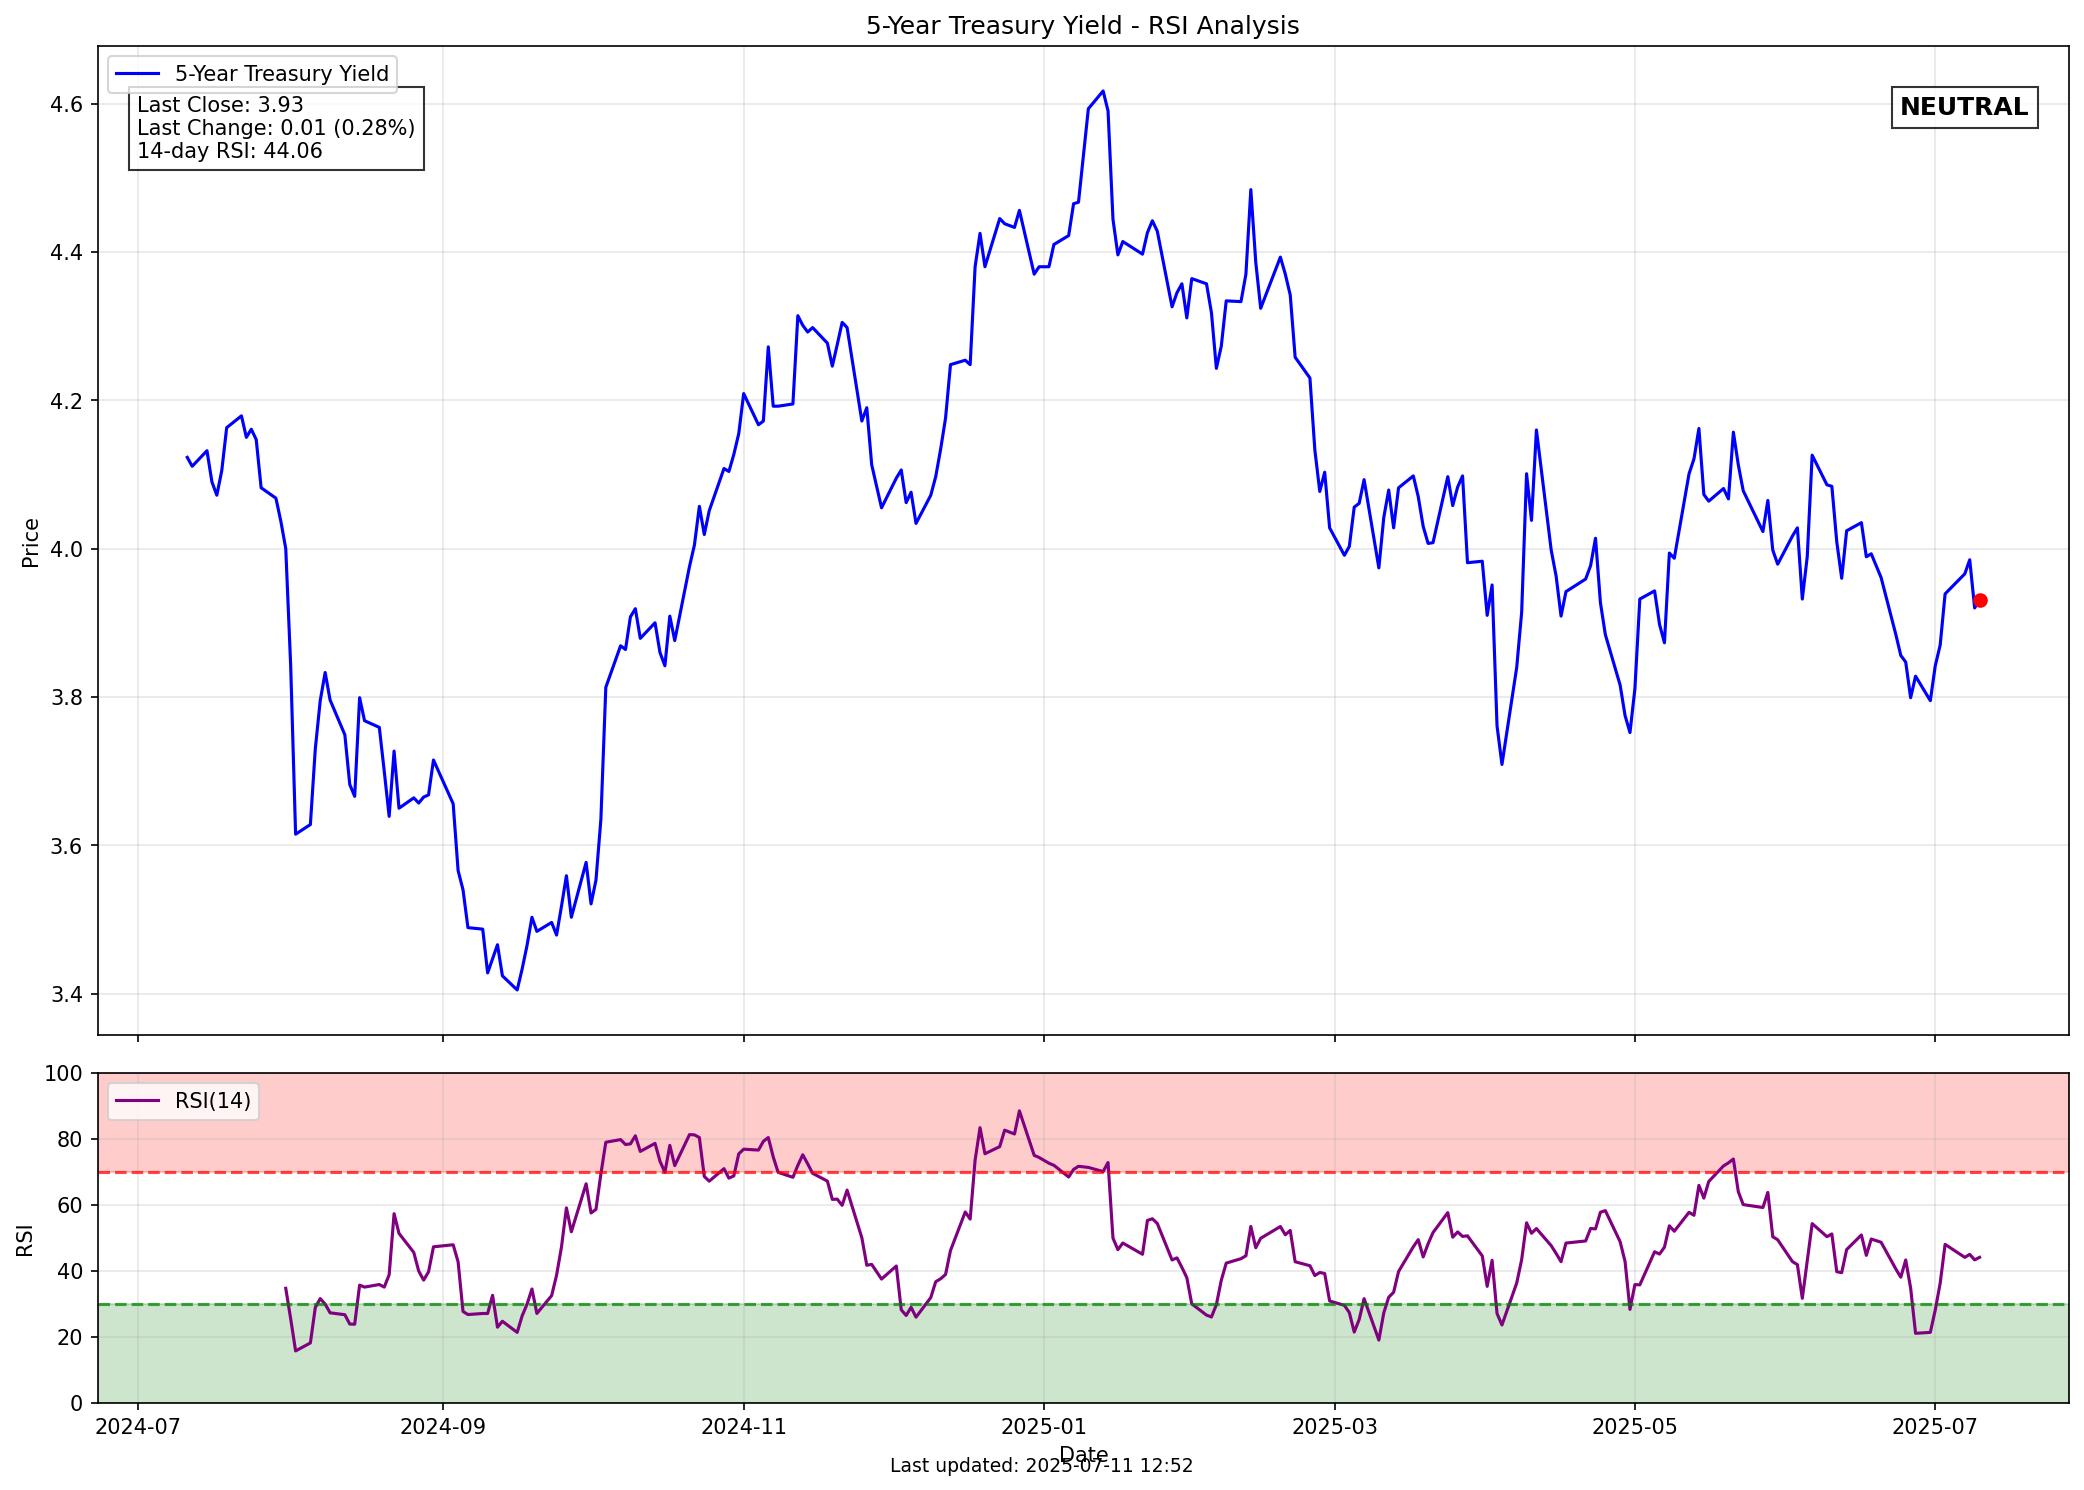 5-Year Treasury Yield - RSI Analysis
5-Year Treasury Yield
Last Close: 3.93
Last Change: 0.01 (0.28%)
14-day RSI: 44.06
NEUTRAL
Price
4.6
4.4
4.2
4.0
3.8
3.6
3.4
RSI(14)
RSI
100
80
60
40
20
0
2024-07
2024-09
2024-11
2025-01
2025-03
2025-05
2025-07
Date
Last updated: 2025-07-11 12:52